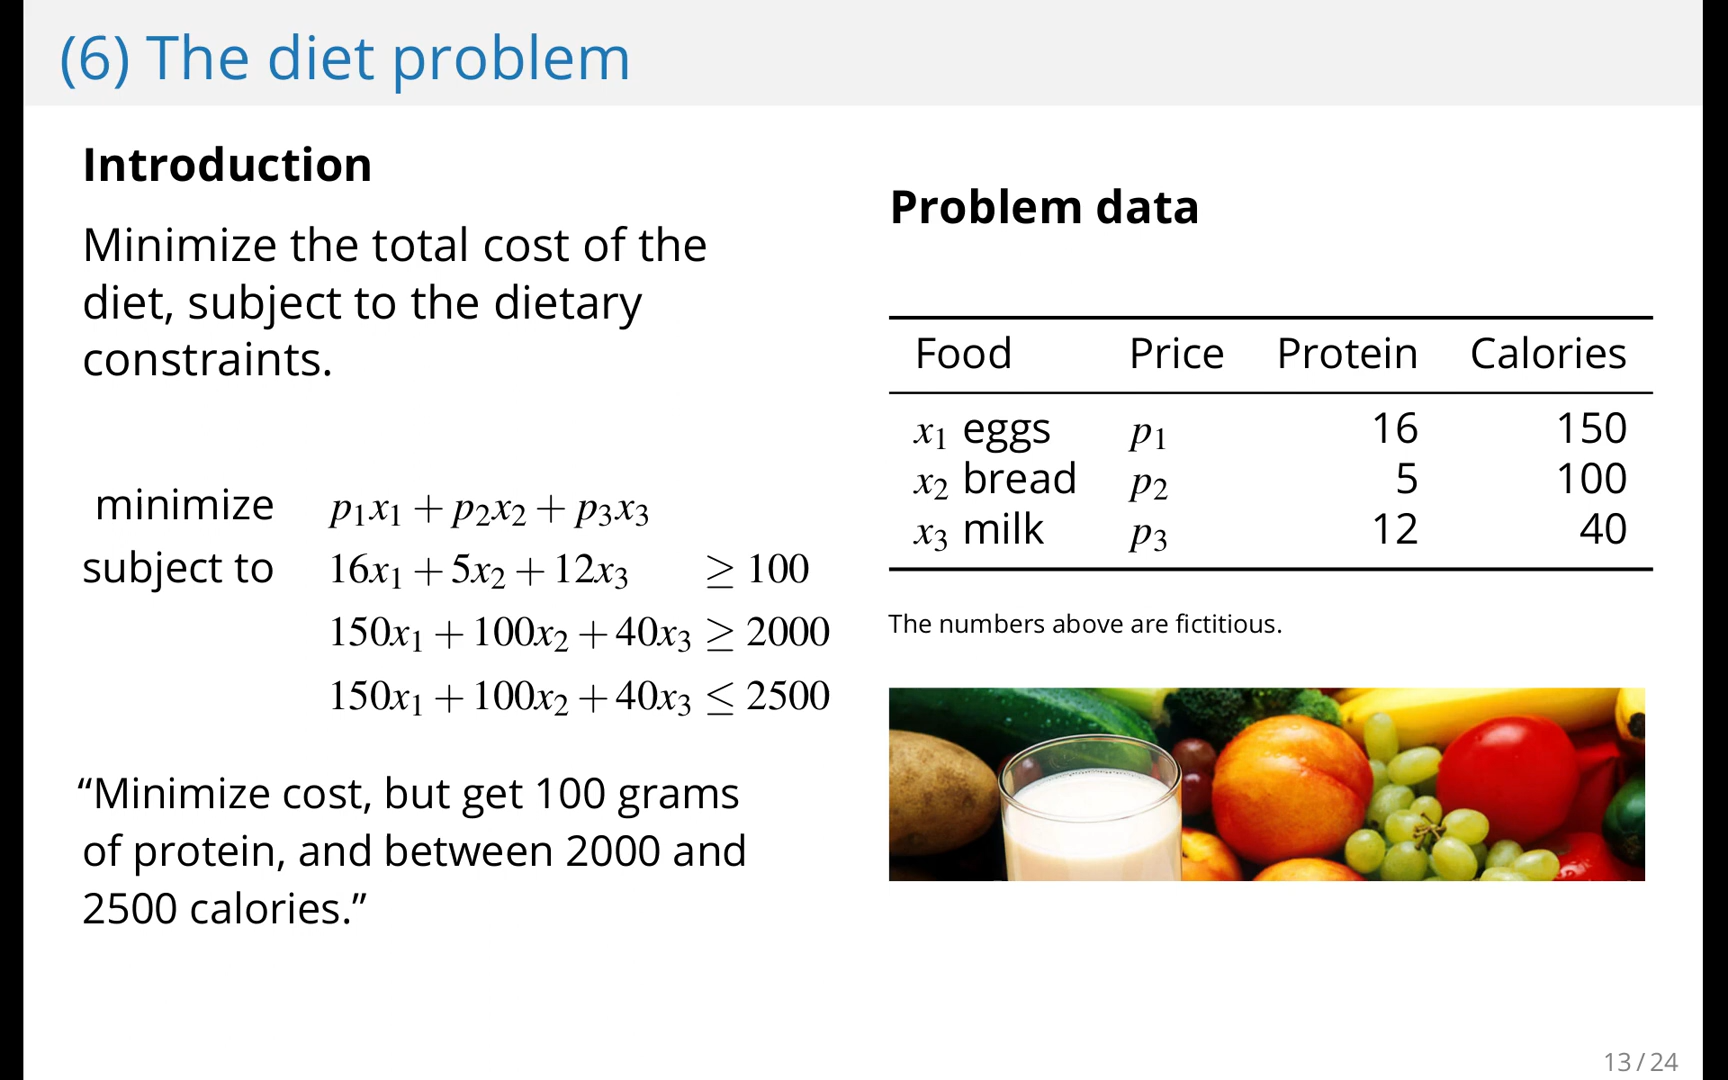 (6) The diet problem
Introduction
Minimize the total cost of the
diet, subject to the dietary
constraints.
minimize p₁x₁ + p₂x₂ + p₃x₃
subject to 16x₁ + 5x₂ + 12x₃ ≥ 100
150x₁ + 100x₂ + 40x₃ ≥ 2000
150x₁ + 100x₂ + 40x₃ ≤ 2500
“Minimize cost, but get 100 grams
of protein, and between 2000 and
2500 calories.”
Problem data
Food Price Protein Calories
x₁ eggs p₁ 16 150
x₂ bread p₂ 5 100
x₃ milk p₃ 12 40
The numbers above are fictitious.
13 / 24